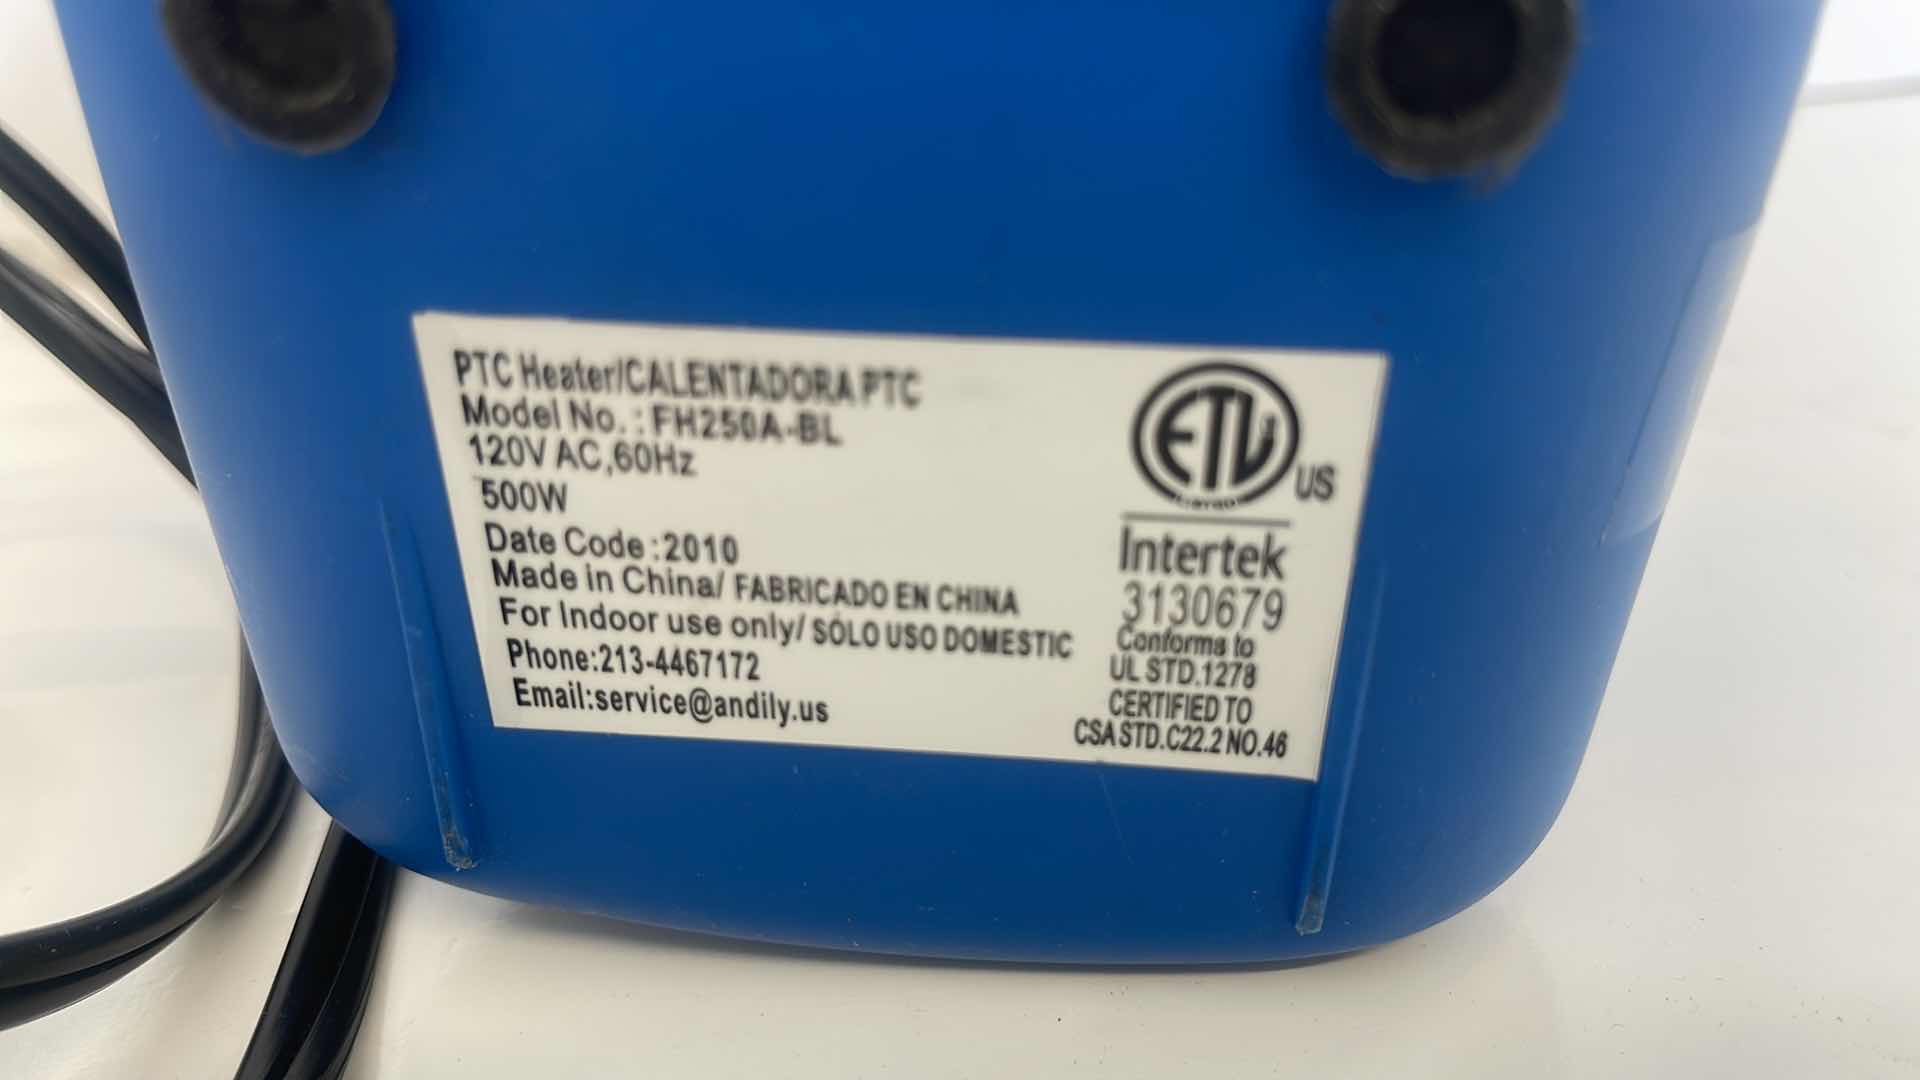 PTC Heater/CALENTADORA PTC
Model No. : FH250A-BL
120V AC,60Hz
500W
Date Code:2010
Made in China/ FABRICADO EN CHINA
For Indoor use only/ SÓLO USO DOMESTIC
Phone:213-4467172
Email:service@andily.us
ETL
US
Intertek
3130679
Conforms to
UL STD.1278
CERTIFIED TO
CSA STD.C22.2 NO.46